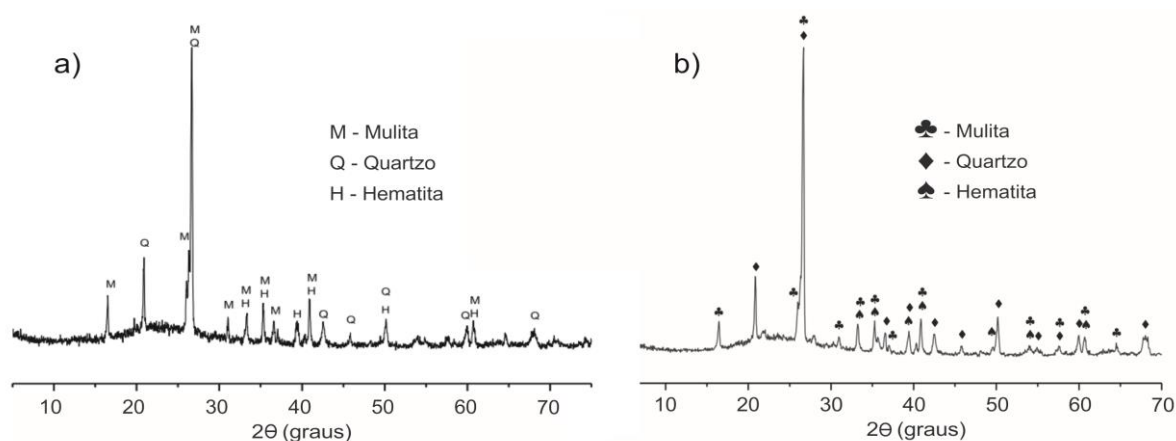 a)
M
Q
M - Mulita
Q - Quartzo
H - Hematita
M
Q
M
M
M
H
M
H
M
H
M
H
Q
Q
Q
H
Q
M
H
Q
10 20 30 40 50 60 70
2θ (graus)
b)
♣
♦
♣ - Mulita
♦ - Quartzo
♠ - Hematita
10 20 30 40 50 60 70
2θ (graus)